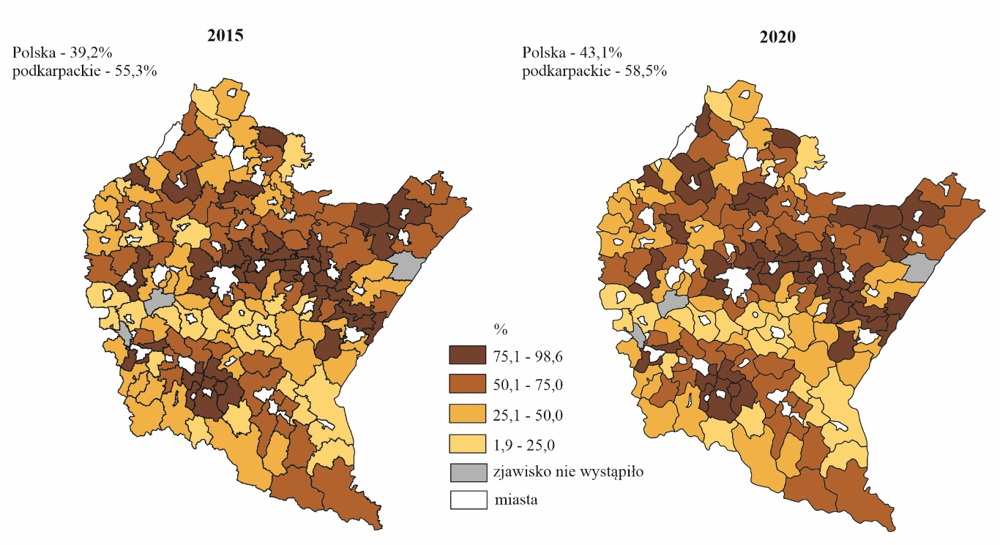 2015
Polska - 39,2%
podkarpackie - 55,3%
2020
Polska - 43,1%
podkarpackie - 58,5%
%
75,1 - 98,6
50,1 - 75,0
25,1 - 50,0
1,9 - 25,0
zjawisko nie wystąpiło
miasta